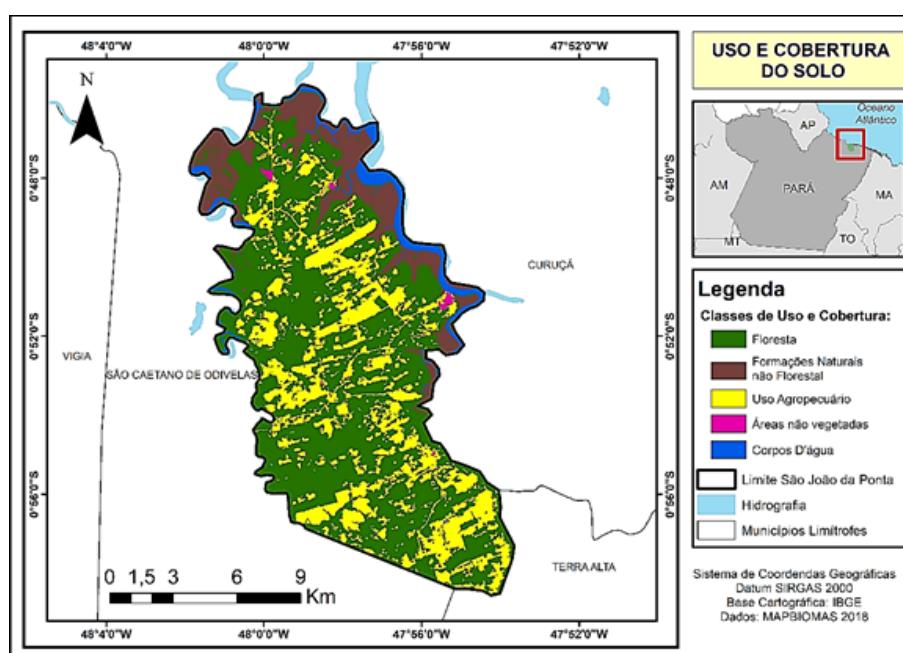 48°4'0"W 48°0'0"W 47°56'0"W 47°52'0"W
N
0°48'0"S
0°52'0"S
0°56'0"S
0°48'0"S
0°52'0"S
0°56'0"S
CURUÇÁ
VIGIA
SÃO CAETANO DE ODIVELAS
TERRA ALTA
0 1,5 3 6 9
Km
48°4'0"W 48°0'0"W 47°56'0"W 47°52'0"W
USO E COBERTURA
DO SOLO
Oceano
Atlântico
AP
AM
PARÁ
MA
MT
TO
Legenda
Classes de Uso e Cobertura:
Floresta
Formações Naturais
não Florestal
Uso Agropecuário
Áreas não vegetadas
Corpos D'água
Limite São João da Ponta
Hidrografia
Municípios Limítrofes
Sistema de Coordendas Geográficas
Datum SIRGAS 2000
Base Cartográfica: IBGE
Dados: MAPBIOMAS 2018